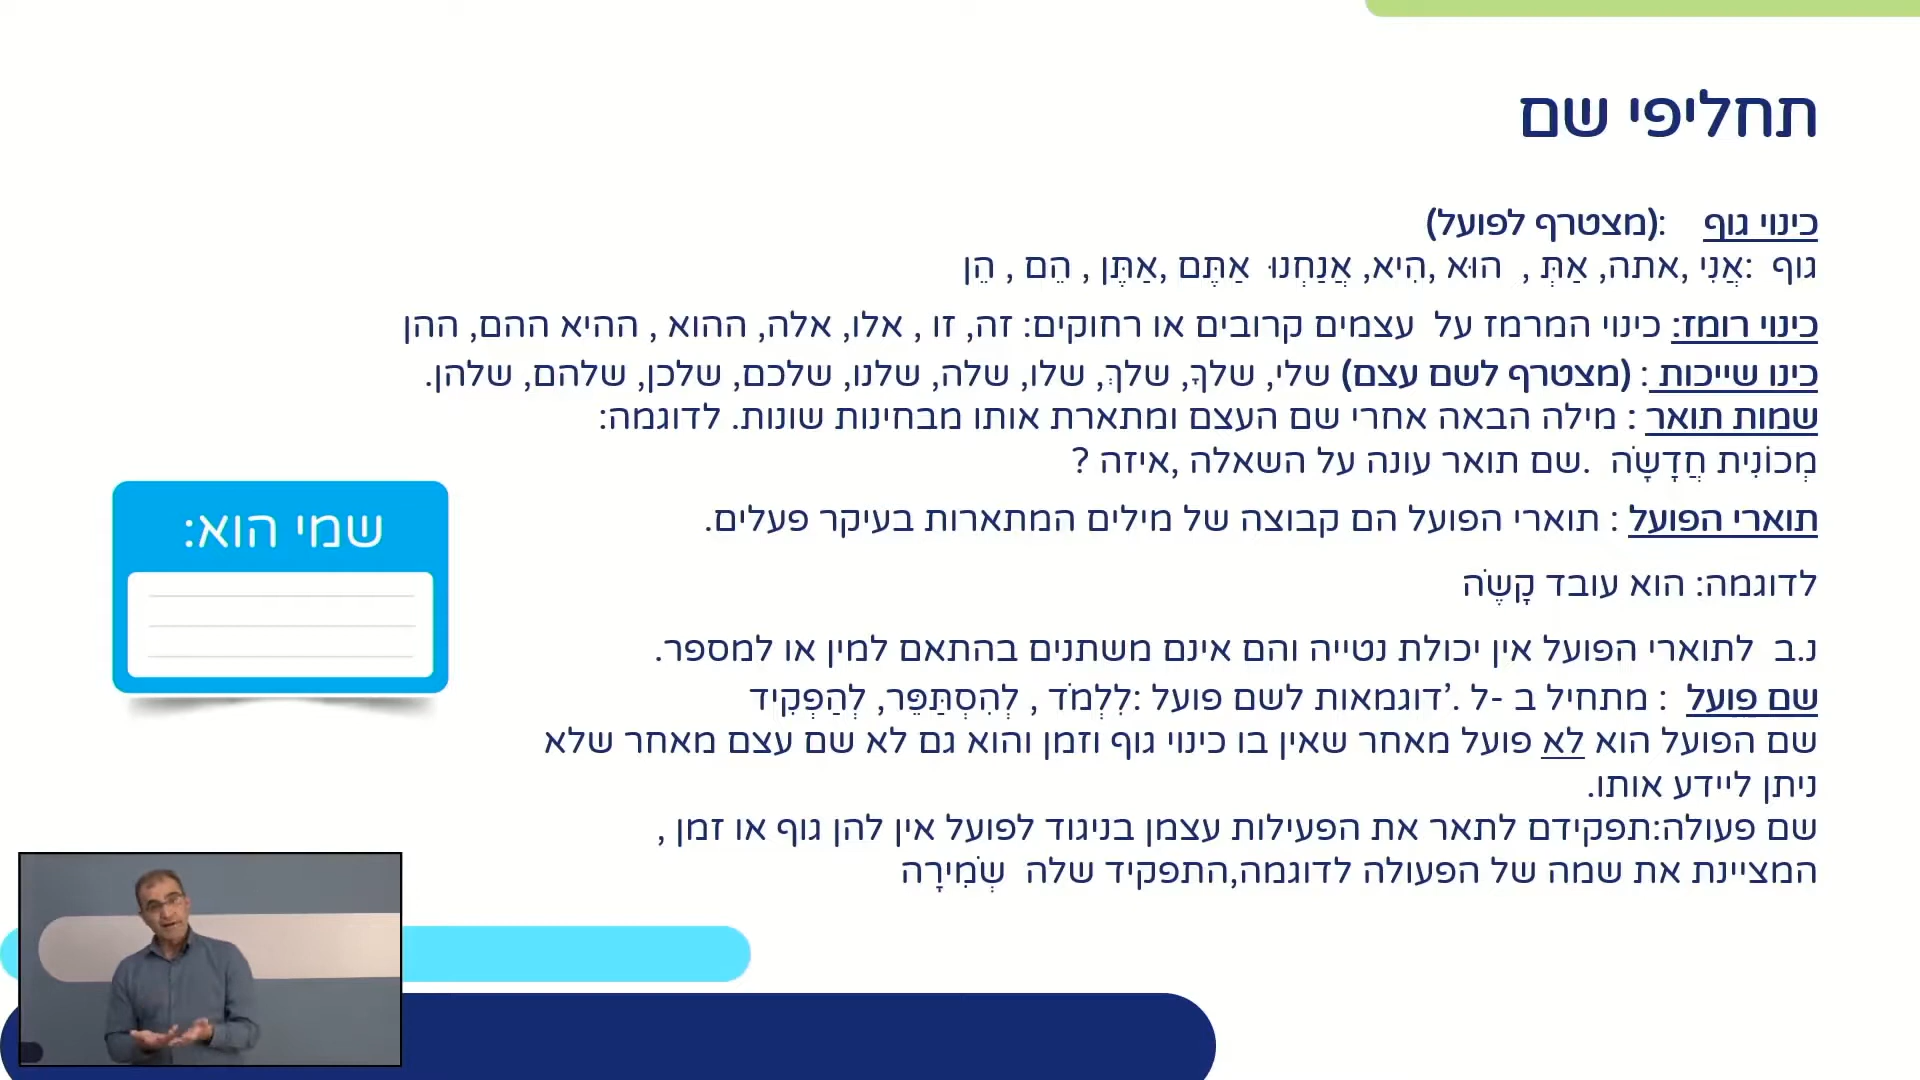 תחליפי שם
כינוי גוף :(מצטרף לפועל)
גוף :אֲנִי ,אתה, אַתְּ , הוּא ,הִיא, אֲנַחְנוּ אַתֶּם ,אַתֶּן , הֵם , הֵן
כינוי רומז: כינוי המרמז על עצמים קרובים או רחוקים: זה, זו , אלו, אלה, ההוא , ההיא ההם, ההן
כינו שייכות : (מצטרף לשם עצם) שלי, שלךָ, שלךְ, שלו, שלה, שלנו, שלכם, שלכן, שלהם, שלהן.
שמות תואר : מילה הבאה אחרי שם העצם ומתארת אותו מבחינות שונות. לדוגמה:
מְכוֹנִית חֲדָשָׁה .שם תואר עונה על השאלה ,איזה ?
תוארי הפועל : תוארי הפועל הם קבוצה של מילים המתארות בעיקר פעלים.
לדוגמה: הוא עובד קָשֶׁה
נ.ב לתוארי הפועל אין יכולת נטייה והם אינם משתנים בהתאם למין או למספר.
שם פועל : מתחיל ב -ל .'דוגמאות לשם פועל :לִלְמֹד , לְהִסְתַּפֵּר, לְהַפְקִיד
שם הפועל הוא לא פועל מאחר שאין בו כינוי גוף וזמן והוא גם לא שם עצם מאחר שלא
ניתן ליידע אותו.
שם פעולה:תפקידם לתאר את הפעילות עצמן בניגוד לפועל אין להן גוף או זמן ,
המציינת את שמה של הפעולה לדוגמה,התפקיד שלה שְׁמִירָה
שמי הוא: